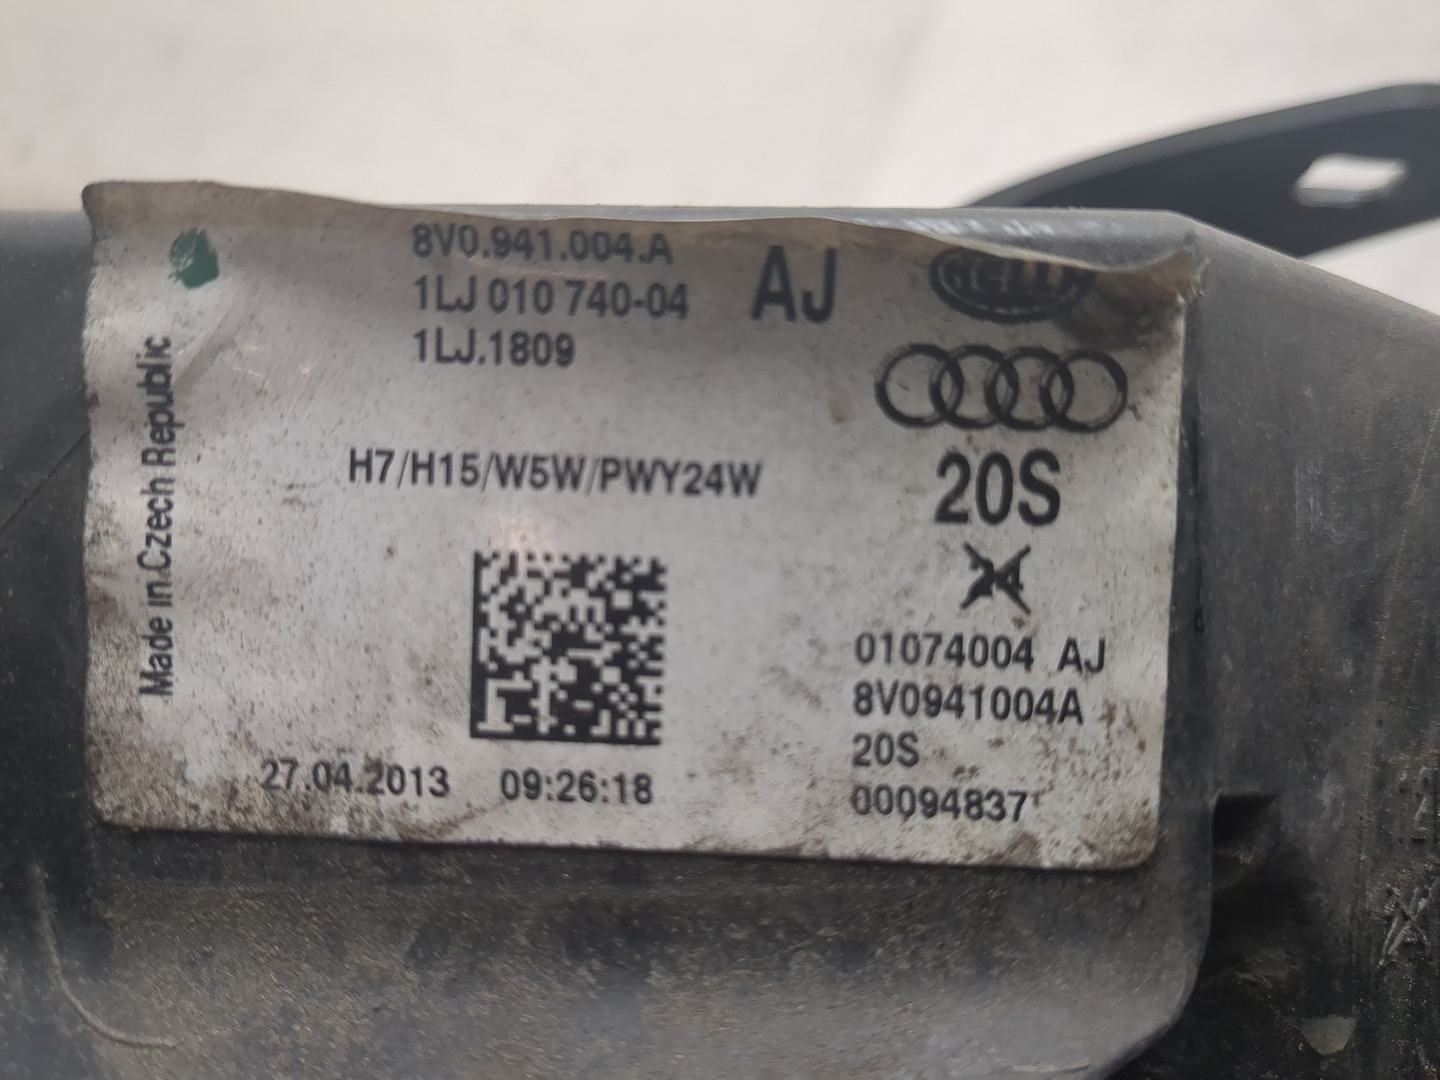 8V0.941.004.A
1LJ 010 740-04
1LJ.1809
AJ
HELLA
Made in Czech Republic
H7/H15/W5W/PWY24W
20S
24
01074004 AJ
8V0941004A
20S
00094837
27.04.2013 09:26:18